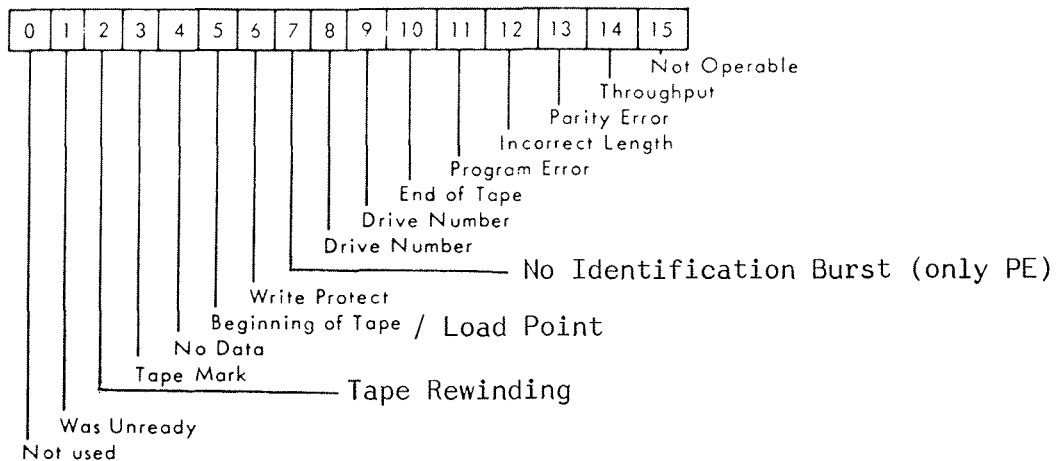 0 1 2 3 4 5 6 7 8 9 10 11 12 13 14 15
Not Operable
Throughput
Parity Error
Incorrect Length
Program Error
End of Tape
Drive Number
Drive Number
No Identification Burst (only PE)
Write Protect
Beginning of Tape / Load Point
No Data
Tape Mark
Tape Rewinding
Was Unready
Not used